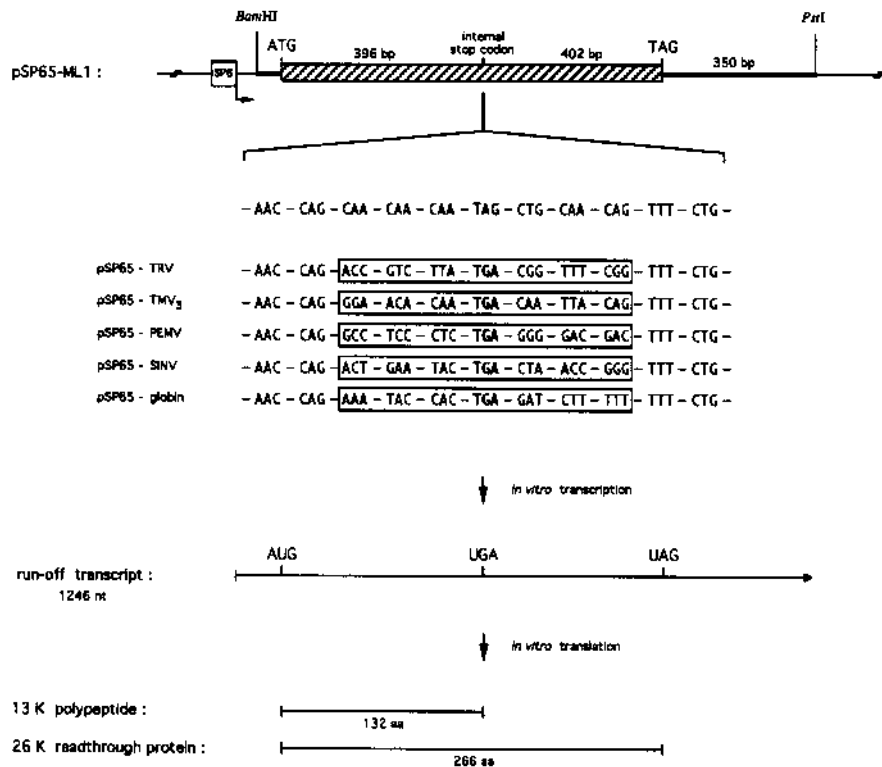 BamHI
PstI
ATG
396 bp
internal
stop codon
402 bp
TAG
350 bp
pSP65-ML1 :
SP6
-AAC - CAG - CAA - CAA - CAA - TAG - CTG - CAA - CAG - TTT - CTG -
pSP65 - TRV -AAC - CAG - ACC - GTC - TTA - TGA - CGG - TTT - CGG - TTT - CTG -
pSP65 - TMV3 -AAC - CAG - GGA - ACA - CAA - TGA - CAA - TTA - CAG - TTT - CTG -
pSP65 - PEMV -AAC - CAG - GCC - TCC - CTC - TGA - GGG - GAC - GAC - TTT - CTG -
pSP65 - SINV -AAC - CAG - ACT - GAA - TAC - TGA - CTA - ACC - GGG - TTT - CTG -
pSP65 - globin -AAC - CAG - AAA - TAC - CAC - TGA - GAT - CTT - TTT - TTT - CTG -
in vitro transcription
AUG UGA UAG
run-off transcript :
1246 nt
in vitro translation
13 K polypeptide :
132 aa
26 K readthrough protein :
266 aa